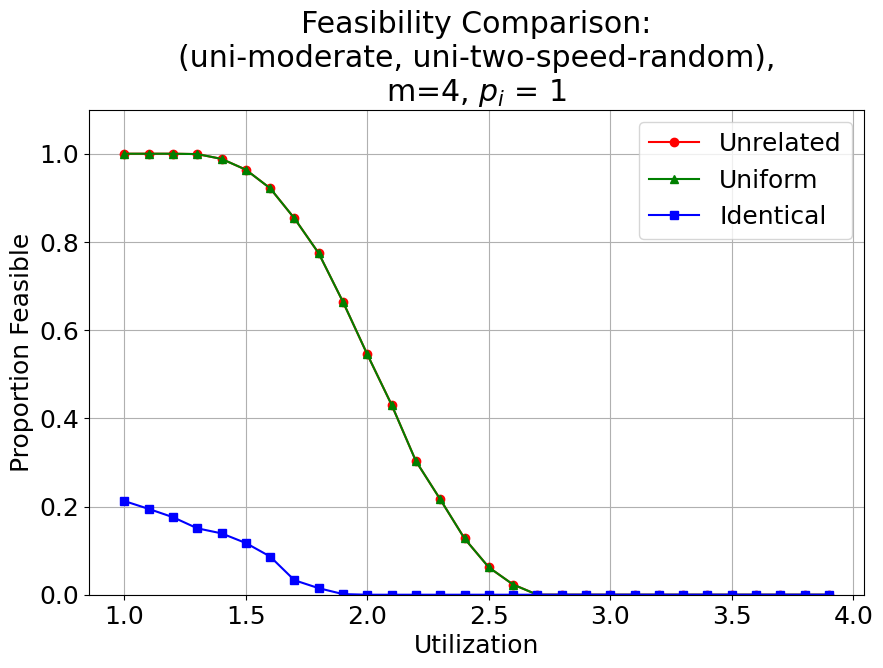 Feasibility Comparison:
(uni-moderate, uni-two-speed-random),
m=4, $p_i$ = 1
Unrelated
Uniform
Identical
Proportion Feasible
1.0
0.8
0.6
0.4
0.2
0.0
1.0 1.5 2.0 2.5 3.0 3.5 4.0
Utilization